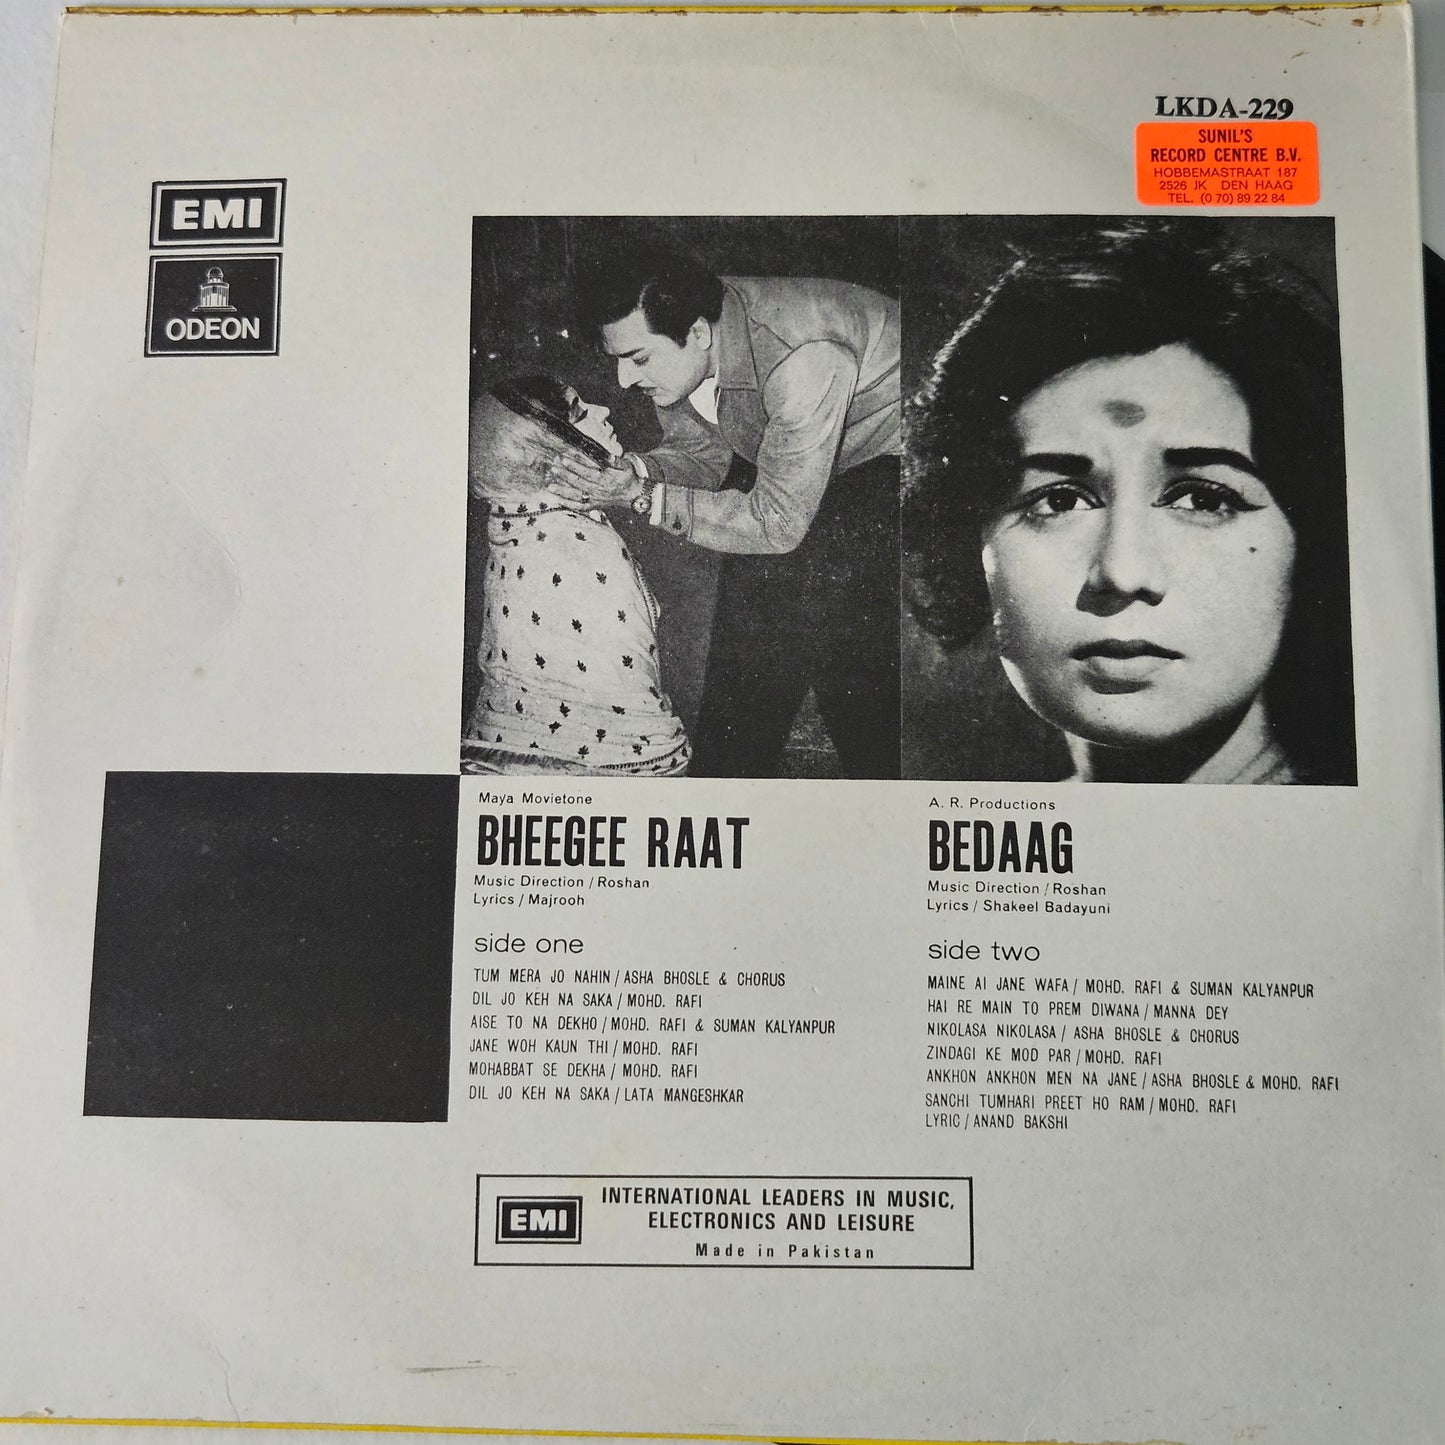 LKDA-229
SUNIL'S
RECORD CENTRE B.V.
HOBBEMASTRAAT 187
2526 JK DEN HAAG
TEL. (0 70) 89 22 84
EMI
ODEON
Maya Movietone
BHEEGEE RAAT
Music Direction / Roshan
Lyrics / Majrooh
side one
TUM MERA JO NAHIN / ASHA BHOSLE & CHORUS
DIL JO KEH NA SAKA / MOHD. RAFI
AISE TO NA DEKHO / MOHD. RAFI & SUMAN KALYANPUR
JANE WOH KAUN THI / MOHD. RAFI
MOHABBAT SE DEKHA / MOHD. RAFI
DIL JO KEH NA SAKA / LATA MANGESHKAR
A. R. Productions
BEDAAG
Music Direction / Roshan
Lyrics / Shakeel Badayuni
side two
MAINE AI JANE WAFA / MOHD. RAFI & SUMAN KALYANPUR
HAI RE MAIN TO PREM DIWANA / MANNA DEY
NIKOLASA NIKOLASA / ASHA BHOSLE & CHORUS
ZINDAGI KE MOD PAR / MOHD. RAFI
ANKHON ANKHON MEN NA JANE / ASHA BHOSLE & MOHD. RAFI
SANCHI TUMHARI PREET HO RAM / MOHD. RAFI
LYRIC / ANAND BAKSHI
EMI
INTERNATIONAL LEADERS IN MUSIC,
ELECTRONICS AND LEISURE
Made in Pakistan